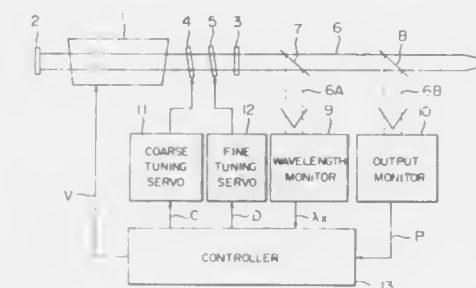 1
2
4
5
3
7
6
8
6A
6B
11
12
9
10
COARSE
TUNING
SERVO
FINE
TUNING
SERVO
WAVELENGTH
MONITOR
OUTPUT
MONITOR
V
C
D
λx
P
CONTROLLER
13